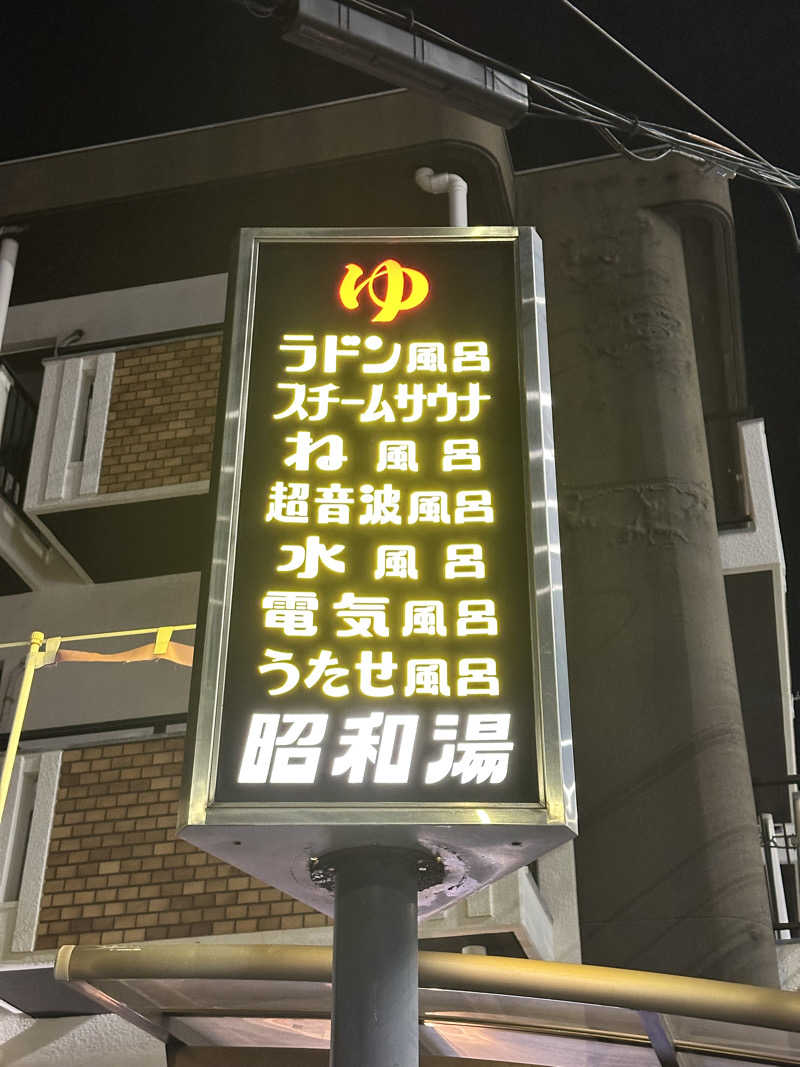 ゆ
ラドン風呂
スチームサウナ
ね風呂
超音波風呂
水風呂
電気風呂
うたせ風呂
昭和湯